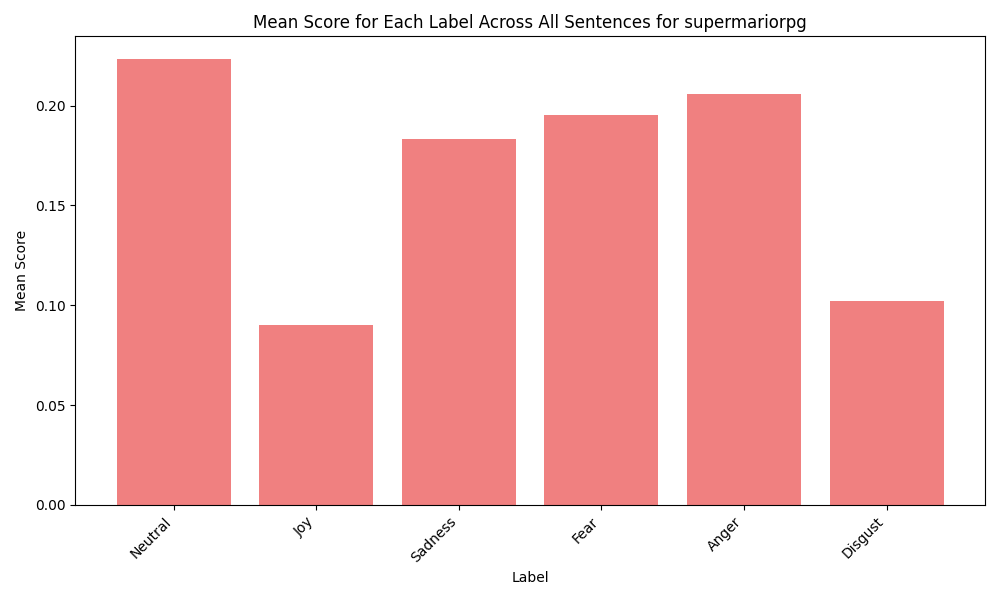 Mean Score for Each Label Across All Sentences for supermariorpg
Mean Score
0.20
0.15
0.10
0.05
0.00
Neutral
Joy
Sadness
Fear
Anger
Disgust
Label